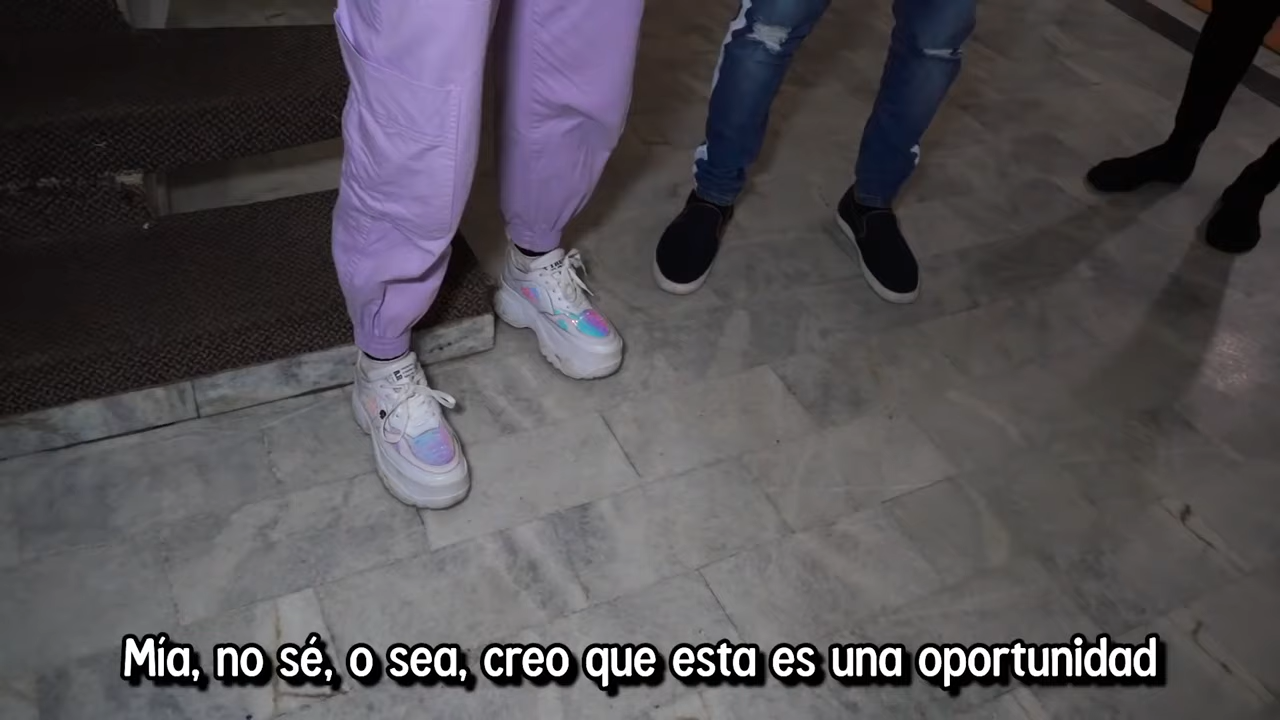 Mía, no sé, o sea, creo que esta es una oportunidad